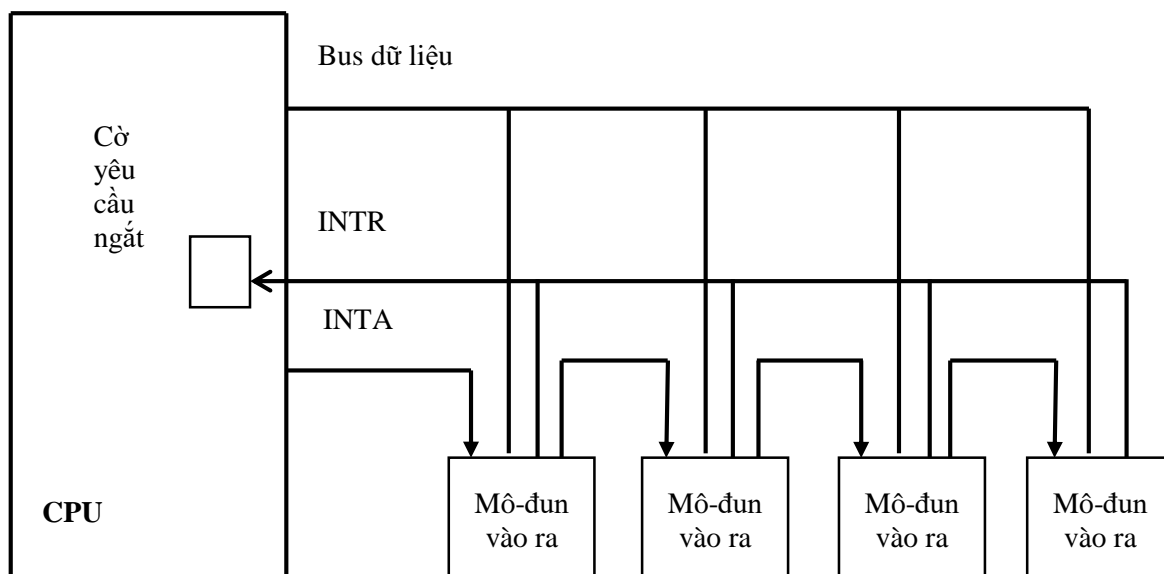 Bus dữ liệu
Cờ
yêu
cầu
ngắt
INTR
INTA
CPU
Mô-đun
vào ra
Mô-đun
vào ra
Mô-đun
vào ra
Mô-đun
vào ra